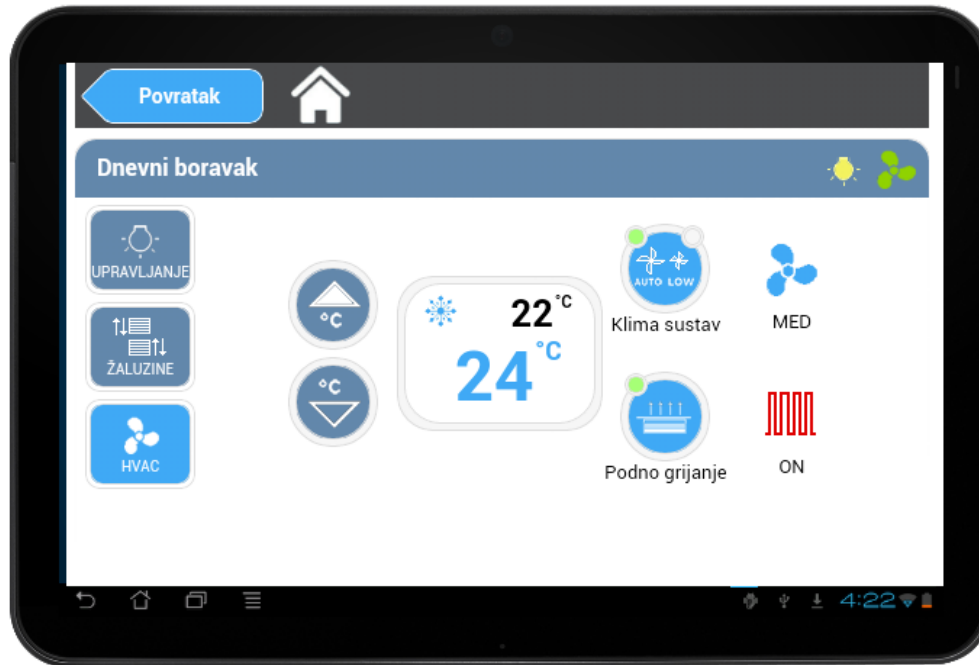 Povratak
Dnevni boravak
UPRAVLJANJE
ŽALUZINE
HVAC
°C
°C
22°C
24°C
AUTO LOW
Klima sustav
MED
Podno grijanje
ON
4:22